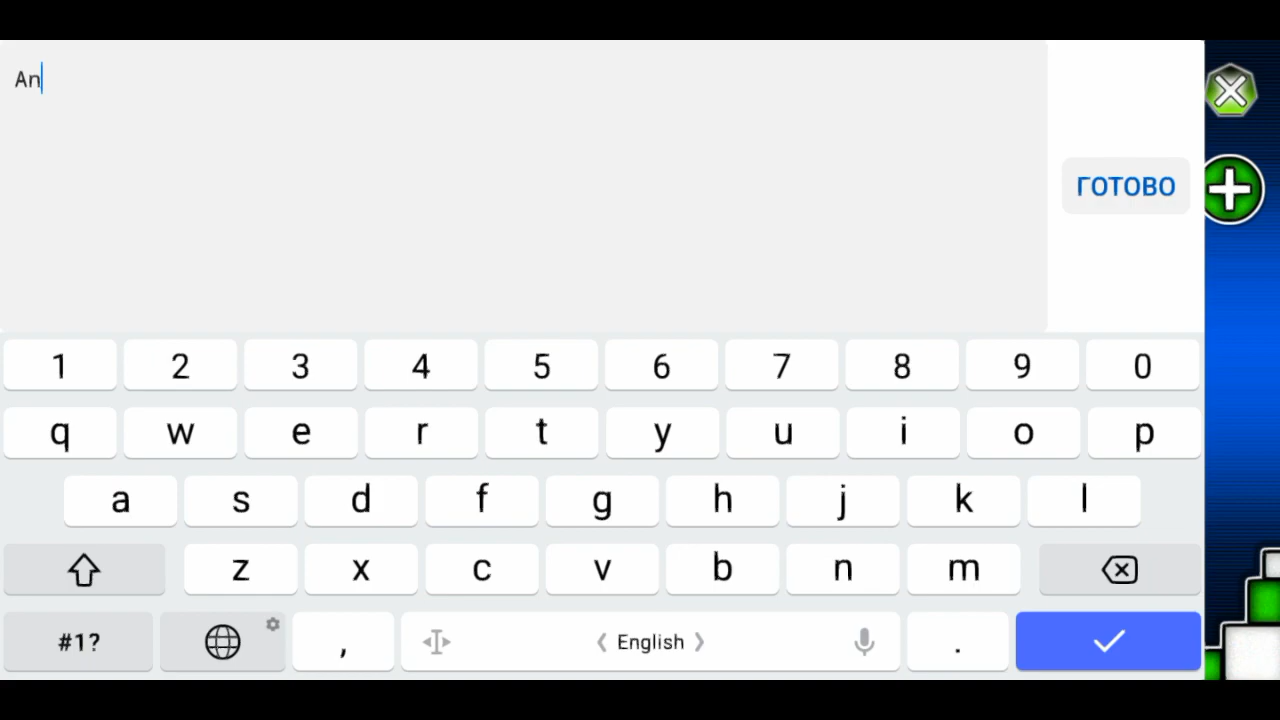 An
ГОТОВО
1 2 3 4 5 6 7 8 9 0
q w e r t y u i o p
a s d f g h j k l
z x c v b n m
#1? , English .